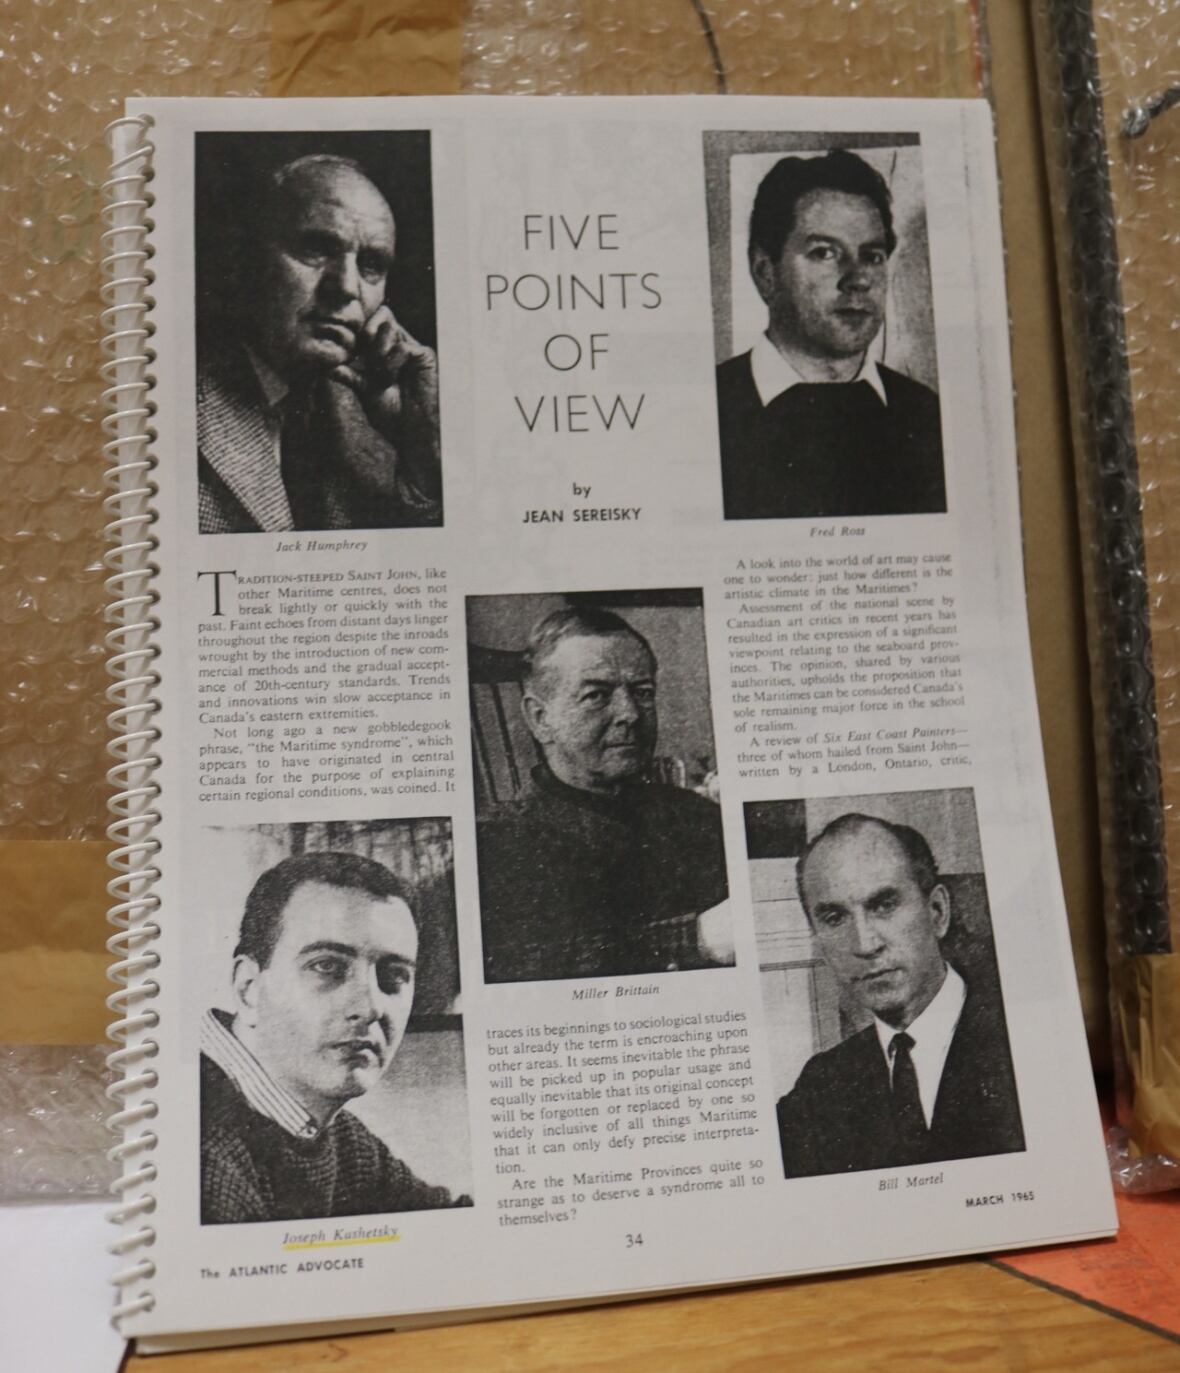 FIVE
POINTS
OF
VIEW
by
JEAN SEREISKY
Jack Humphrey
TRADITION-STEEPED SAINT JOHN, like
other Maritime centres, does not
break lightly or quickly with the
past. Faint echoes from distant days linger
throughout the region despite the inroads
wrought by the introduction of new com-
mercial methods and the gradual accept-
ance of 20th-century standards. Trends
and innovations win slow acceptance in
Canada's eastern extremities.
Not long ago a new gobbledegook
phrase, "the Maritime syndrome", which
appears to have originated in central
Canada for the purpose of explaining
certain regional conditions, was coined. It
Joseph Kashetsky
Miller Brittain
traces its beginnings to sociological studies
but already the term is encroaching upon
other areas. It seems inevitable the phrase
will be picked up in popular usage and
equally inevitable that its original concept
will be forgotten or replaced by one so
widely inclusive of all things Maritime
that it can only defy precise interpreta-
tion.
Are the Maritime Provinces quite so
strange as to deserve a syndrome all to
themselves?
Fred Ross
A look into the world of art may cause
one to wonder: just how different is the
artistic climate in the Maritimes?
Assessment of the national scene by
Canadian art critics in recent years has
resulted in the expression of a significant
viewpoint relating to the seaboard prov-
inces. The opinion, shared by various
authorities, upholds the proposition that
the Maritimes can be considered Canada's
sole remaining major force in the school
of realism.
A review of Six East Coast Painters—
three of whom hailed from Saint John—
written by a London, Ontario, critic,
Bill Martel
The ATLANTIC ADVOCATE
34
MARCH 1965